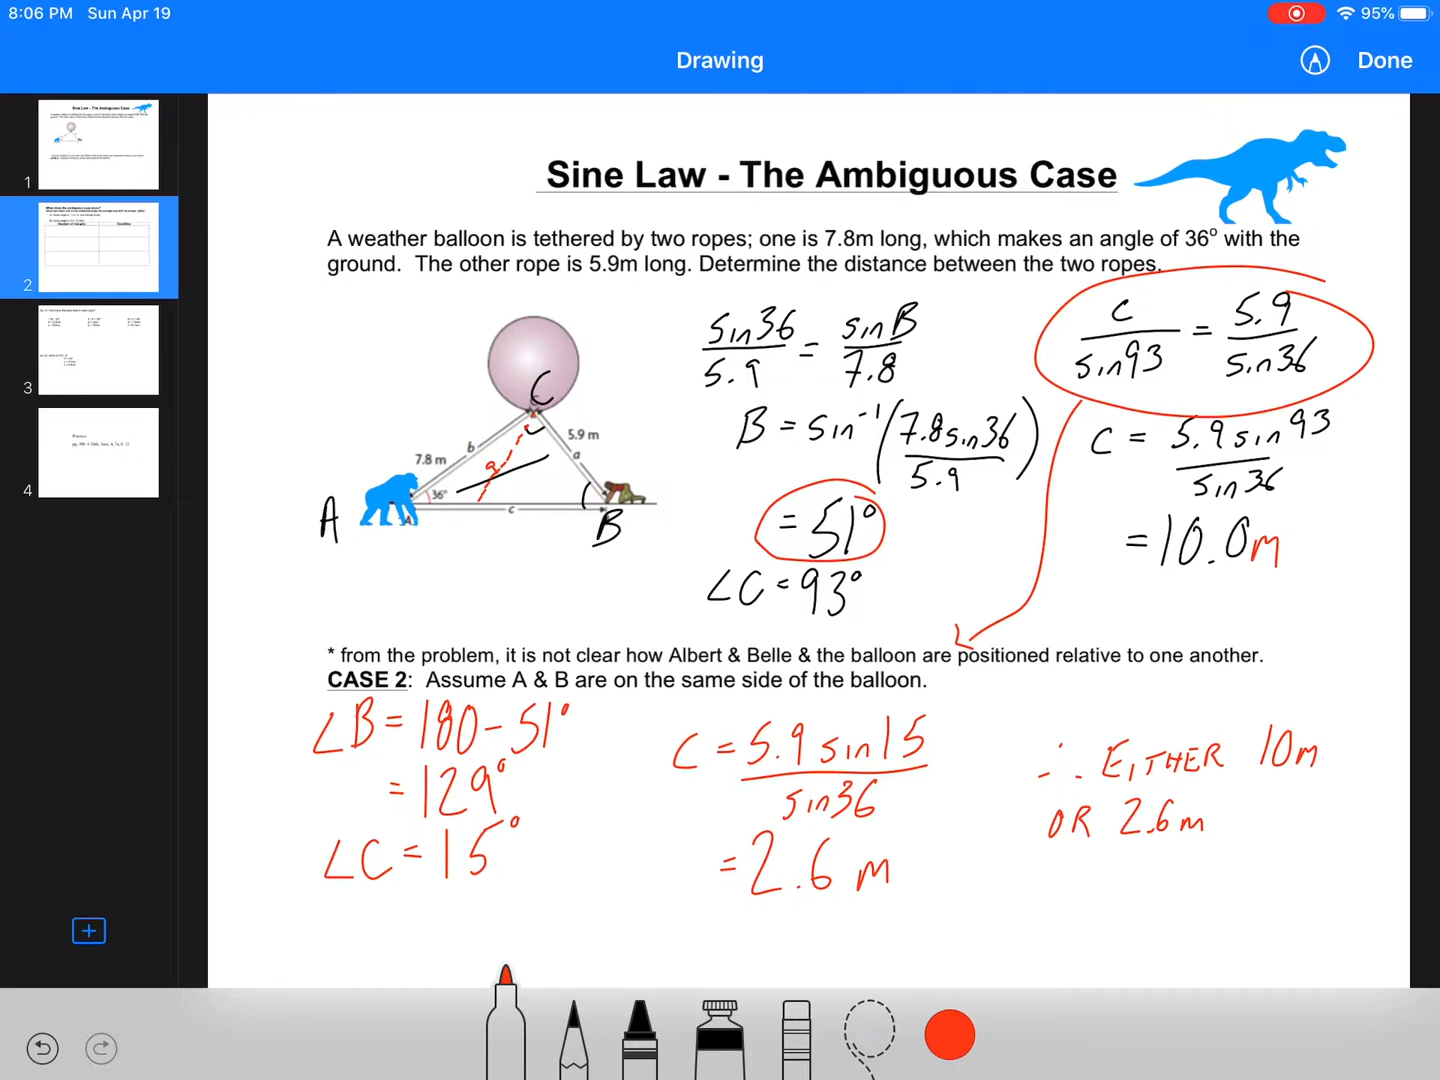 8:06 PM Sun Apr 19
95%
Drawing
Done
1
2
3
4
Sine Law - The Ambiguous Case
A weather balloon is tethered by two ropes; one is 7.8m long, which makes an angle of 36° with the
ground. The other rope is 5.9m long. Determine the distance between the two ropes.
C
7.8 m
b
5.9 m
a
a
36°
c
A
A
B
sin36/5.9 = sinB/7.8
B = sin⁻¹(7.8sin36/5.9)
= 51°
∠C = 93°
c/sin93 = 5.9/sin36
C = 5.9sin93/sin36
= 10.0m
* from the problem, it is not clear how Albert & Belle & the balloon are positioned relative to one another.
CASE 2: Assume A & B are on the same side of the balloon.
∠B = 180 - 51°
= 129°
∠C = 15°
C = 5.9 sin15/sin36
= 2.6 m
∴ EITHER 10m
OR 2.6m